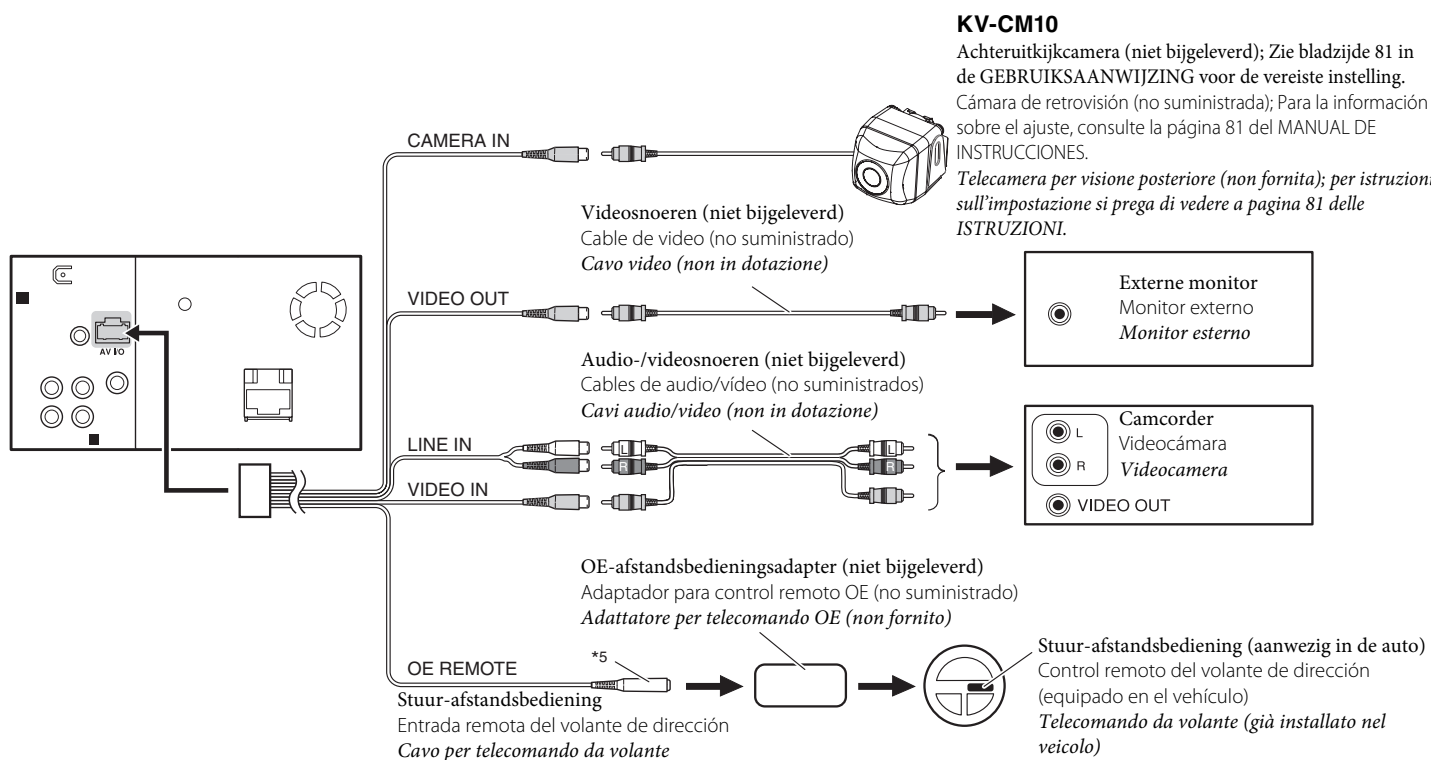 KV-CM10
Achteruitkijkcamera (niet bijgeleverd); Zie bladzijde 81 in
de GEBRUIKSAANWIJZING voor de vereiste instelling.
Cámara de retrovisión (no suministrada); Para la información
sobre el ajuste, consulte la página 81 del MANUAL DE
INSTRUCCIONES.
Telecamera per visione posteriore (non fornita); per istruzioni
sull'impostazione si prega di vedere a pagina 81 delle
ISTRUZIONI.
CAMERA IN
Videosnoeren (niet bijgeleverd)
Cable de video (no suministrado)
Cavo video (non in dotazione)
VIDEO OUT
Externe monitor
Monitor externo
Monitor esterno
AV I/O
Audio-/videosnoeren (niet bijgeleverd)
Cables de audio/vídeo (no suministrados)
Cavi audio/video (non in dotazione)
LINE IN
L
R
L
R
VIDEO IN
L
R
Camcorder
Videocámara
Videocamera
VIDEO OUT
OE-afstandsbedieningsadapter (niet bijgeleverd)
Adaptador para control remoto OE (no suministrado)
Adattatore per telecomando OE (non fornito)
OE REMOTE
*5
Stuur-afstandsbediening
Entrada remota del volante de dirección
Cavo per telecomando da volante
Stuur-afstandsbediening (aanwezig in de auto)
Control remoto del volante de dirección
(equipado en el vehículo)
Telecomando da volante (già installato nel
veicolo)